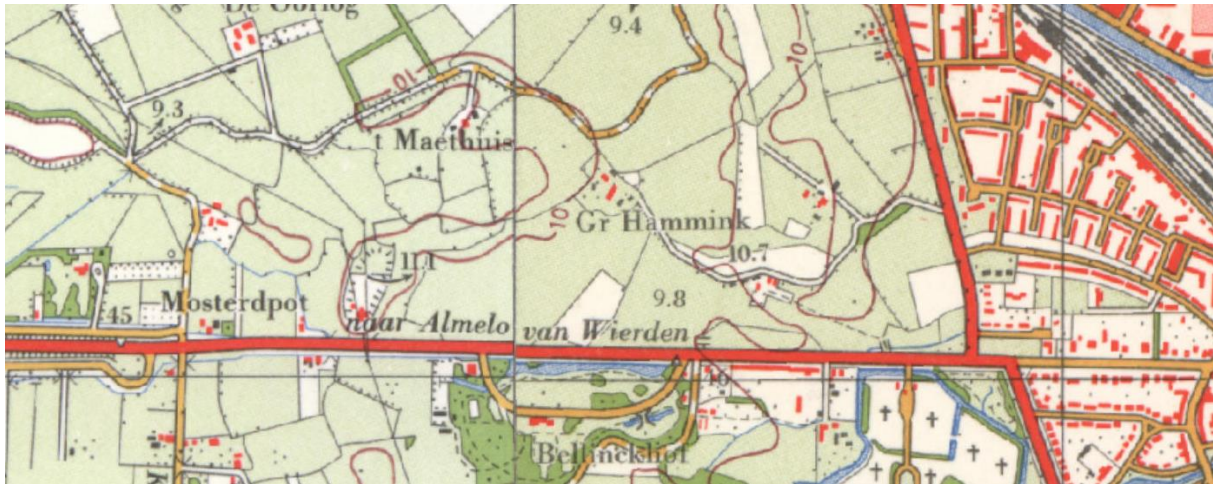 De Oorlog
9.4
10
10
9.3
't Maethuis
10
Gr Hammink
11.1
10.7
Mosterdpot
45
9.8
naar Almelo
van Wierden
46
Bellinckhof